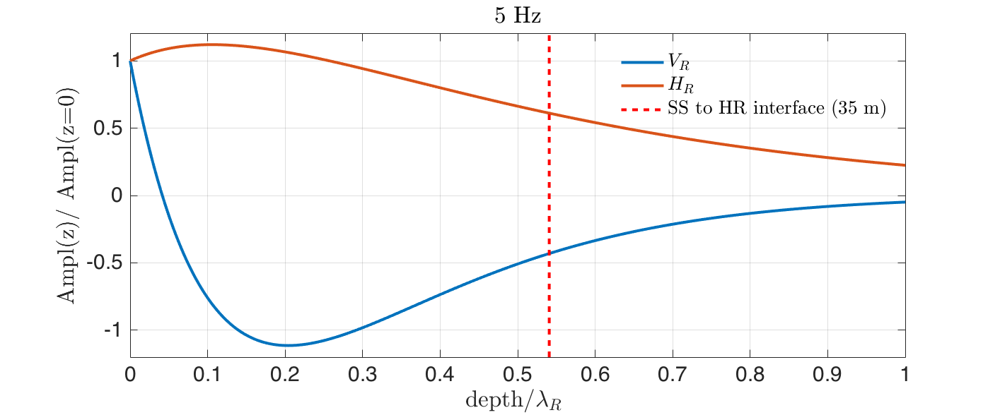 5 Hz
V_R
H_R
SS to HR interface (35 m)
Ampl(z)/ Ampl(z=0)
1
0.5
0
-0.5
-1
0 0.1 0.2 0.3 0.4 0.5 0.6 0.7 0.8 0.9 1
depth/λ_R